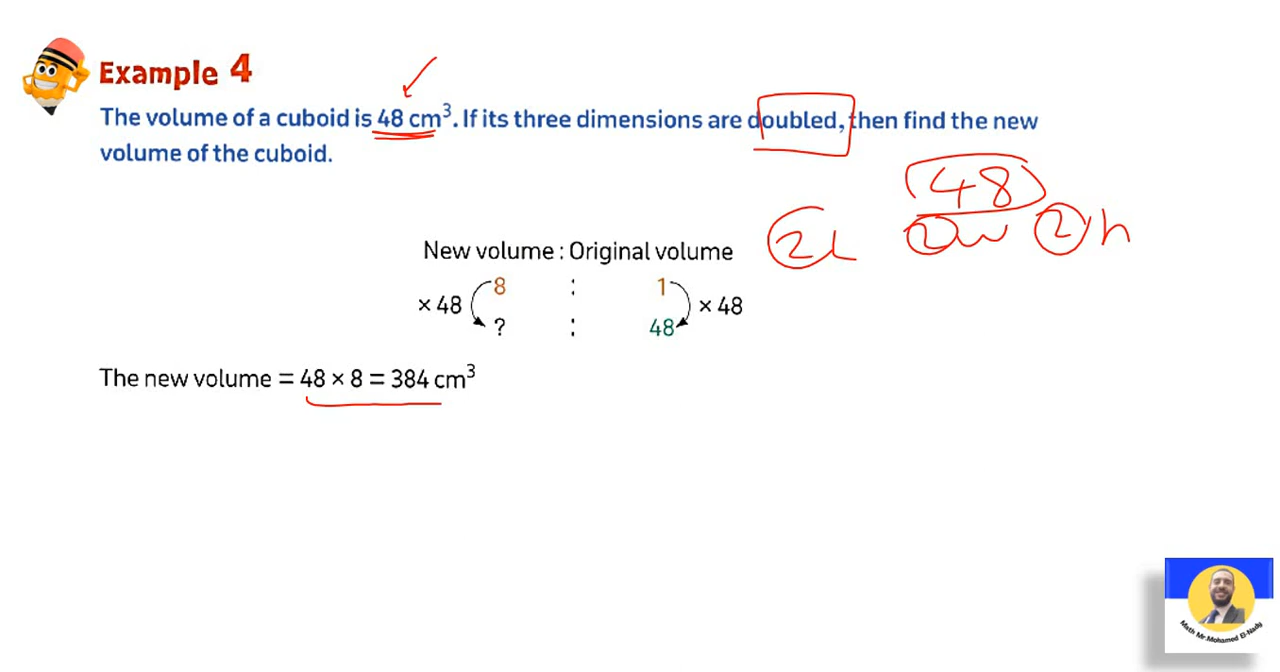 Example 4
The volume of a cuboid is 48 cm³. If its three dimensions are doubled, then find the new
volume of the cuboid.
(48)
2L 2w 2h
New volume : Original volume
× 48 8 : 1 × 48
? : 48
The new volume = 48 × 8 = 384 cm³
Math Mr.Mohamed El-Nady